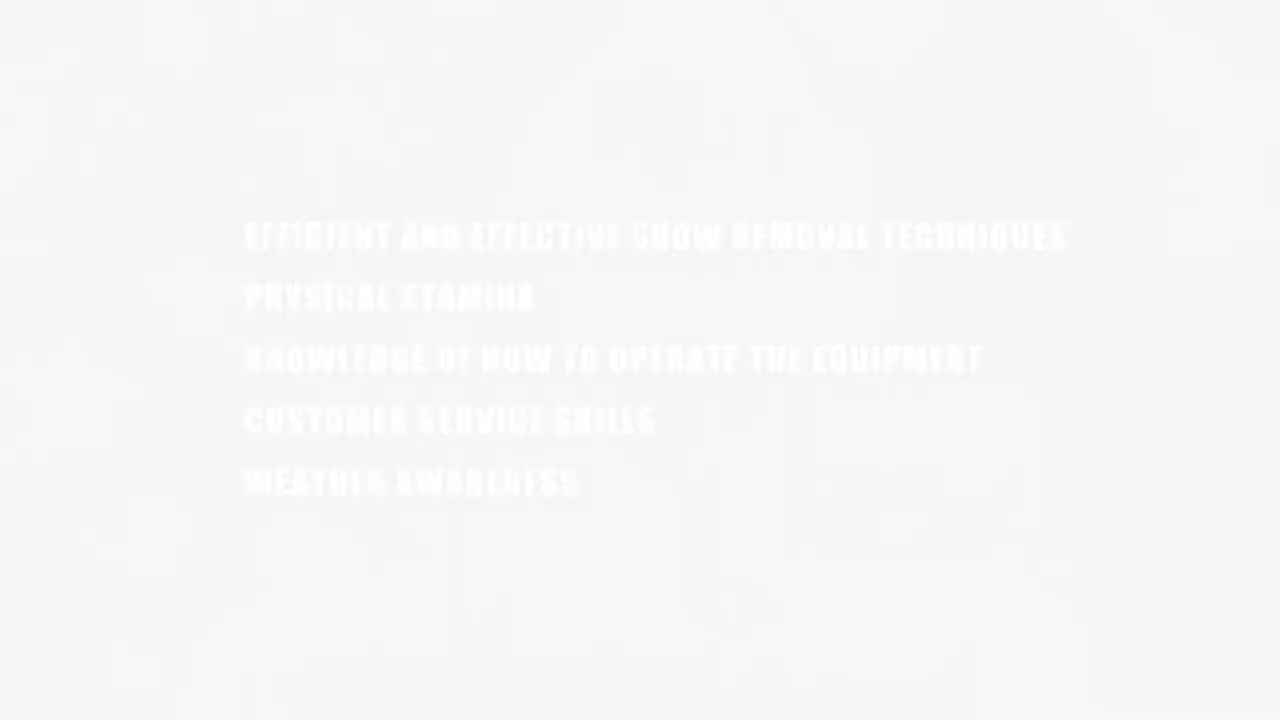 EFFICIENT AND EFFECTIVE SNOW REMOVAL TECHNIQUES
PHYSICAL STAMINA
KNOWLEDGE OF HOW TO OPERATE THE EQUIPMENT
CUSTOMER SERVICE SKILLS
WEATHER AWARENESS